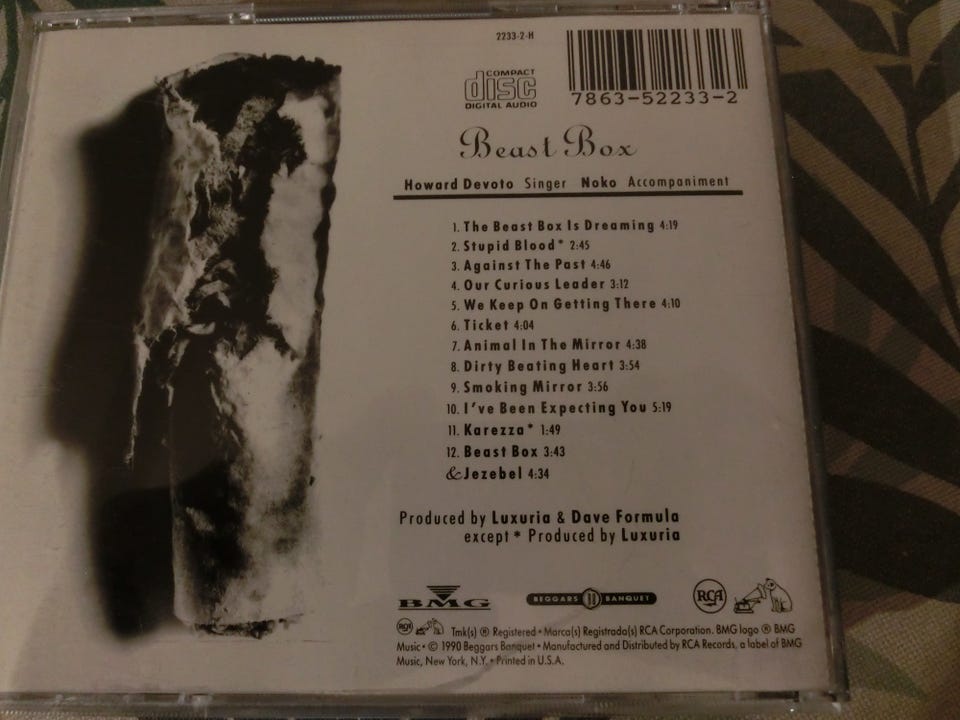 2233-2-H
COMPACT
disc
DIGITAL AUDIO
7863-52233-2
Beast Box
Howard Devoto Singer Noko Accompaniment
1. The Beast Box Is Dreaming 4:19
2. Stupid Blood* 2:45
3. Against The Past 4:46
4. Our Curious Leader 3:12
5. We Keep On Getting There 4:10
6. Ticket 4:04
7. Animal In The Mirror 4:38
8. Dirty Beating Heart 3:54
9. Smoking Mirror 3:56
10. I've Been Expecting You 5:19
11. Karezza* 1:49
12. Beast Box 3:43
& Jezebel 4:34
Produced by Luxuria & Dave Formula
except * Produced by Luxuria
BMG
BEGGARS BANQUET
RCA
RCA Tmk(s) ® Registered • Marca(s) Registrada(s) RCA Corporation. BMG logo ® BMG
Music • © 1990 Beggars Banquet • Manufactured and Distributed by RCA Records, a label of BMG
Music, New York, N.Y. • Printed in U.S.A.